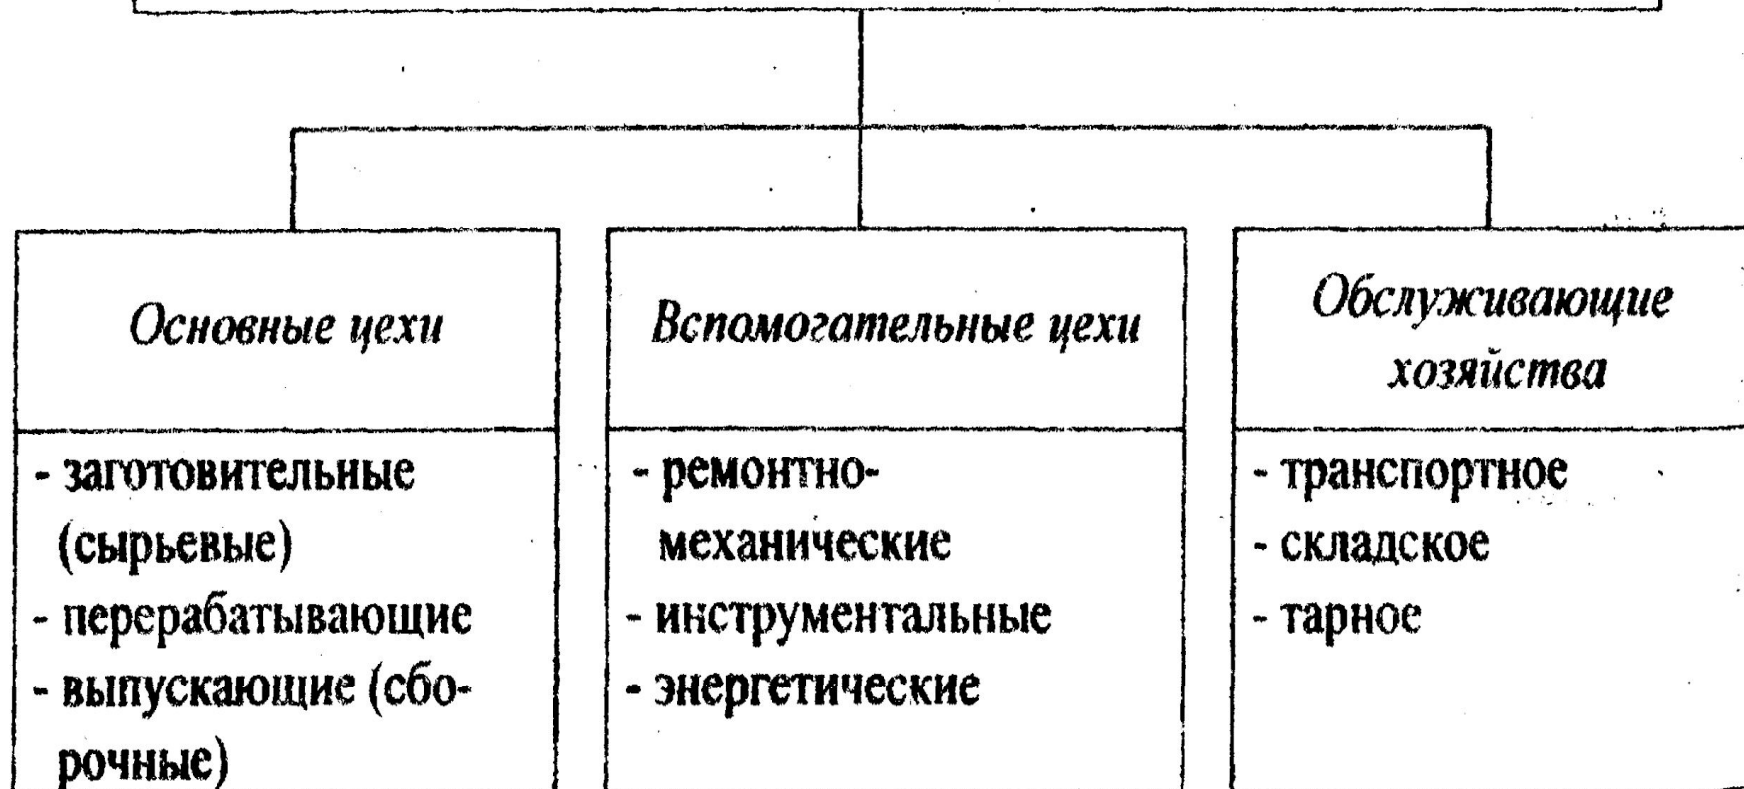 Основные цехи
- заготовительные
(сырьевые)
- перерабатывающие
- выпускающие (сбо-
рочные)
Вспомогательные цехи
- ремонтно-
механические
- инструментальные
- энергетические
Обслуживающие
хозяйства
- транспортное
- складское
- тарное